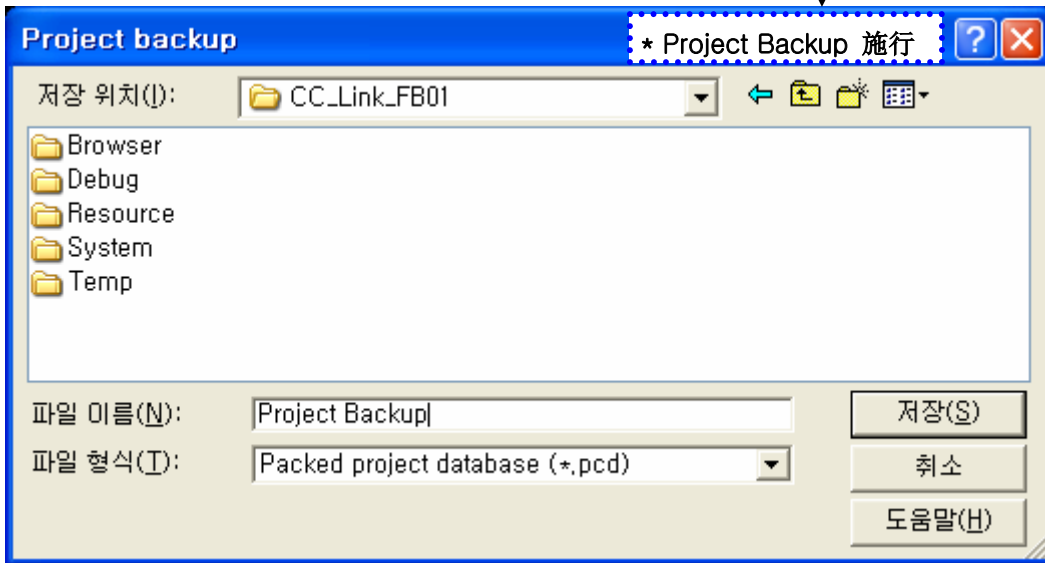 Project backup
* Project Backup 施行
저장 위치(I):
CC_Link_FB01
Browser
Debug
Resource
System
Temp
파일 이름(N):
Project Backup
저장(S)
파일 형식(T):
Packed project database (*.pcd)
취소
도움말(H)